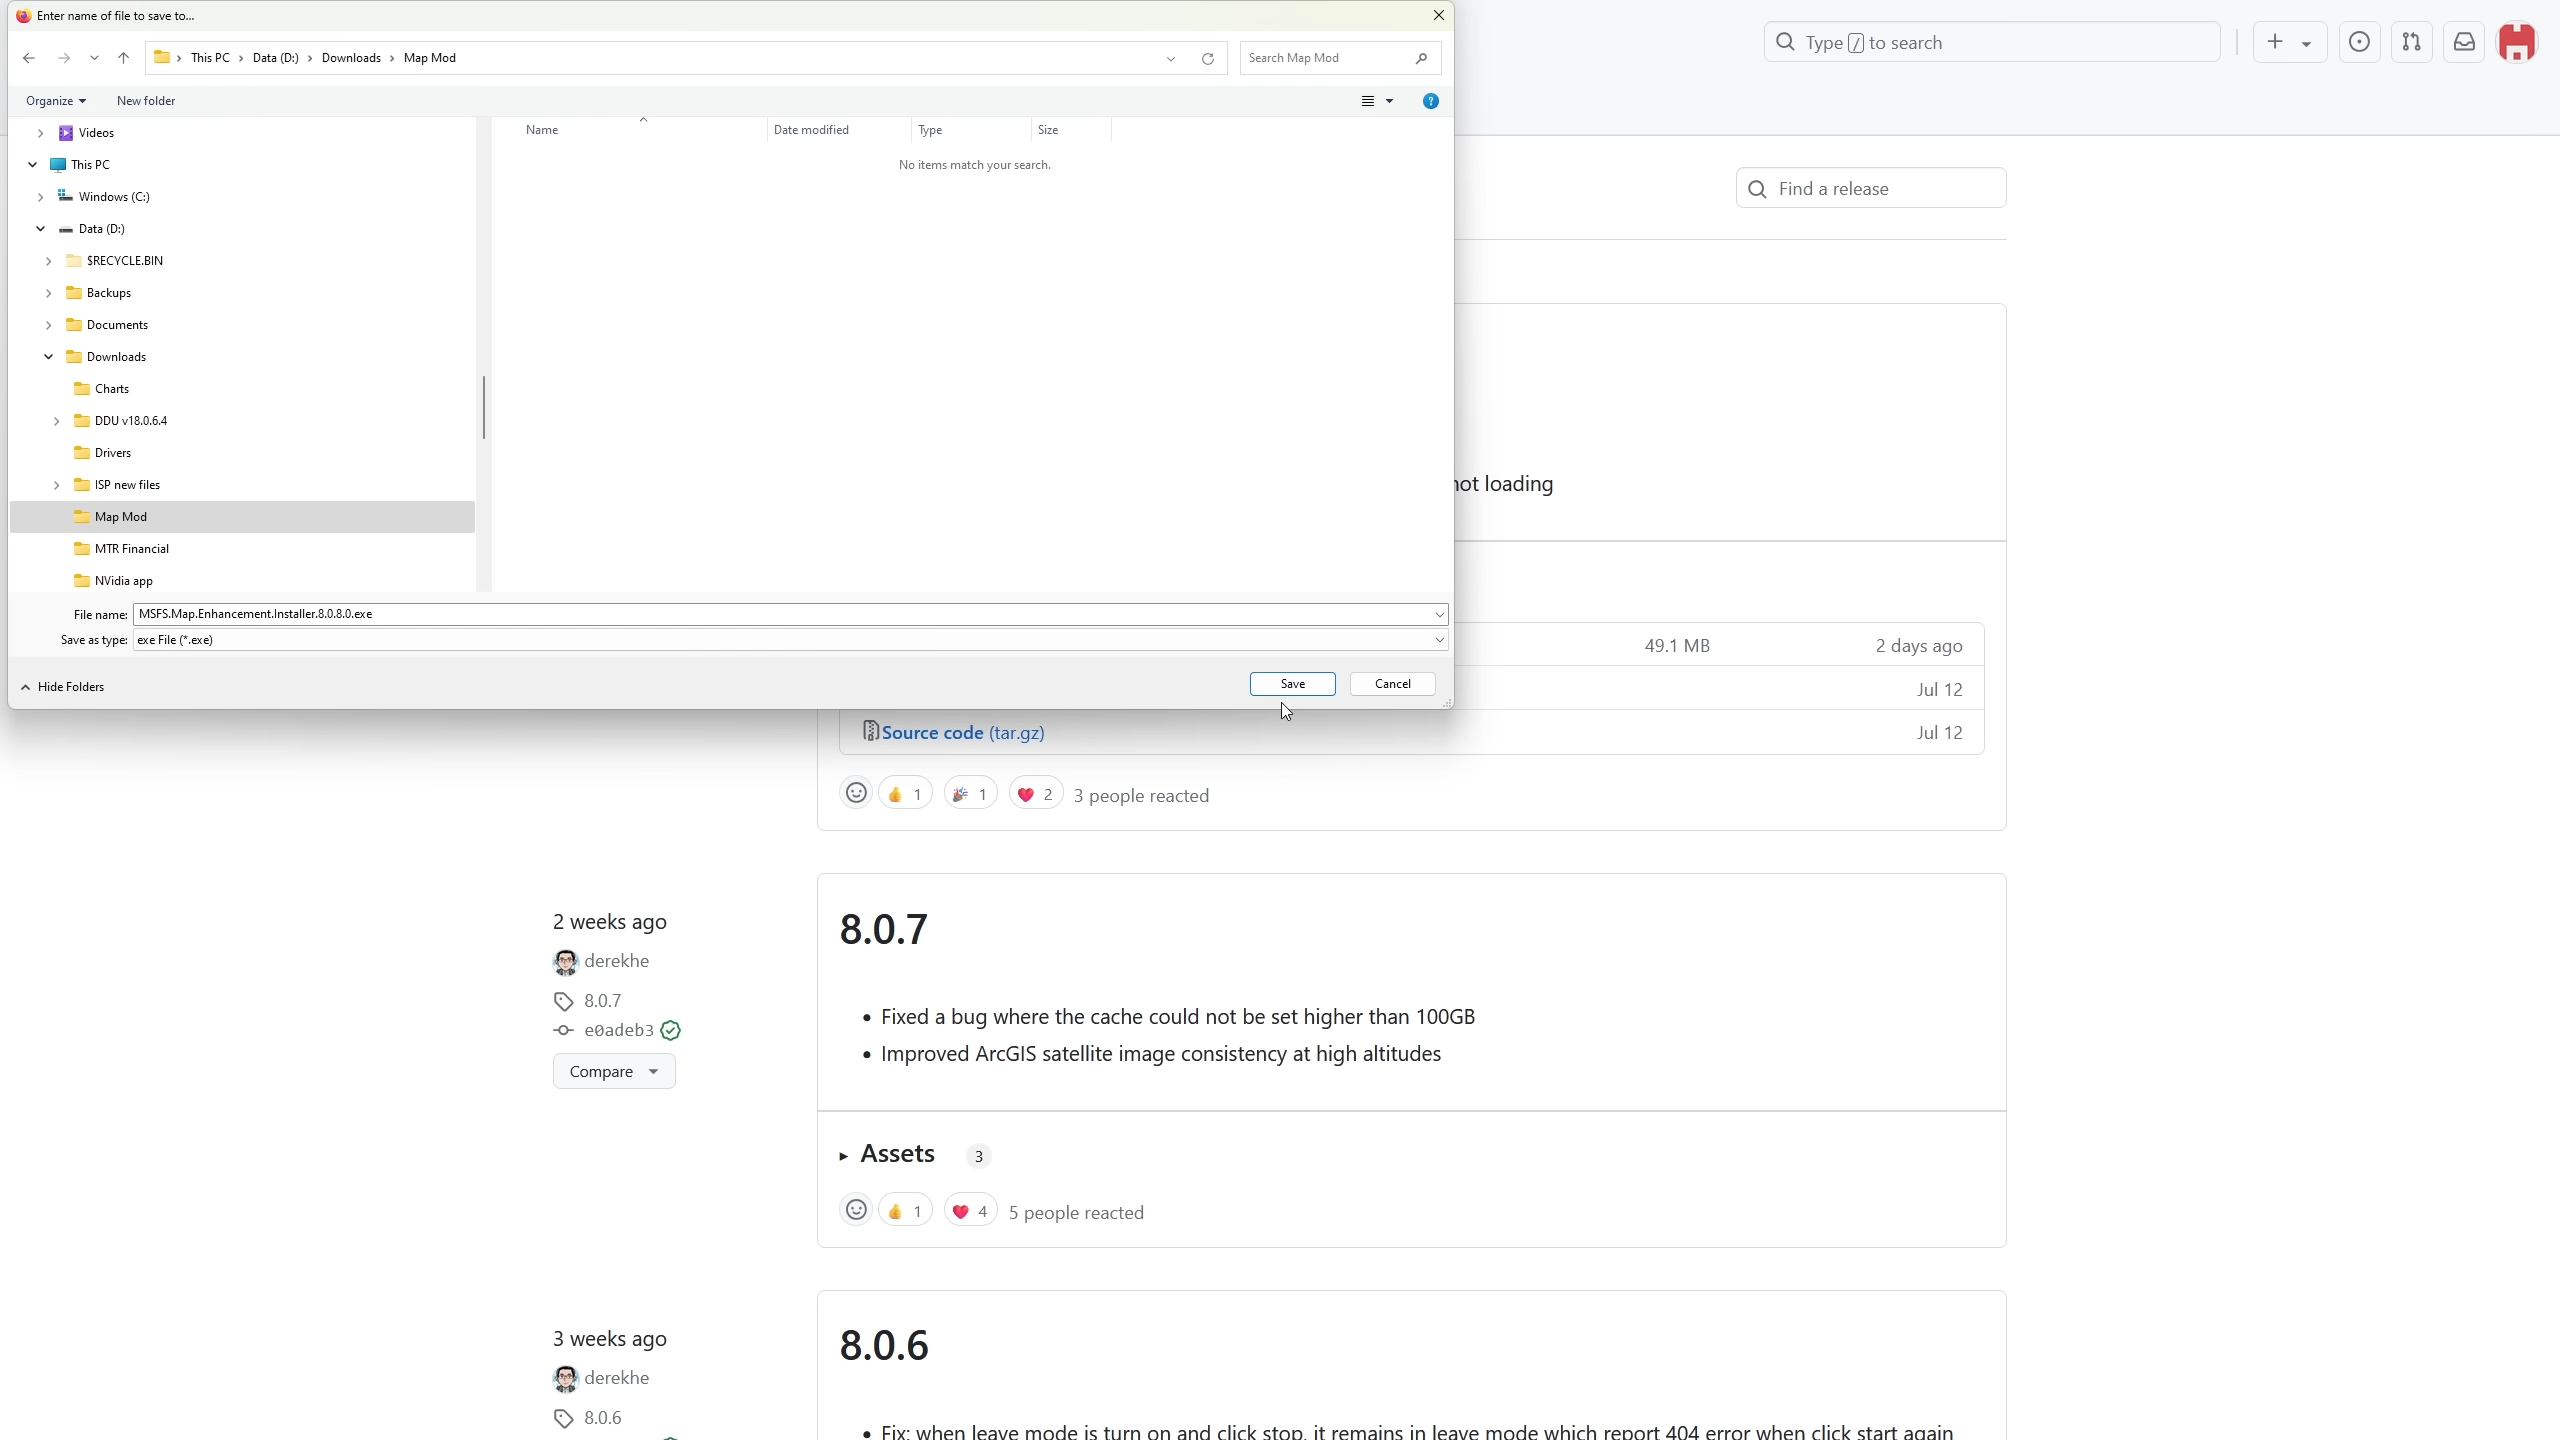 Enter name of file to save to...
This PC > Data (D:) > Downloads > Map Mod
Search Map Mod
Type / to search
Organize
New folder
?
Videos
This PC
Windows (C:)
Data (D:)
$RECYCLE.BIN
Backups
Documents
Downloads
Charts
DDU v18.0.6.4
Drivers
ISP new files
Map Mod
MTR Financial
NVidia app
Name Date modified Type Size
No items match your search.
Find a release
not loading
File name: MSFS.Map.Enhancement.Installer.8.0.8.0.exe
Save as type: exe File (*.exe)
Hide Folders
Save
Cancel
49.1 MB 2 days ago
Jul 12
Source code (tar.gz) Jul 12
1 1 2 3 people reacted
2 weeks ago
derekhe
8.0.7
e0adeb3
Compare
8.0.7
• Fixed a bug where the cache could not be set higher than 100GB
• Improved ArcGIS satellite image consistency at high altitudes
Assets 3
1 4 5 people reacted
3 weeks ago
derekhe
8.0.6
8.0.6
• Fix: when leave mode is turn on and click stop, it remains in leave mode which report 404 error when click start again